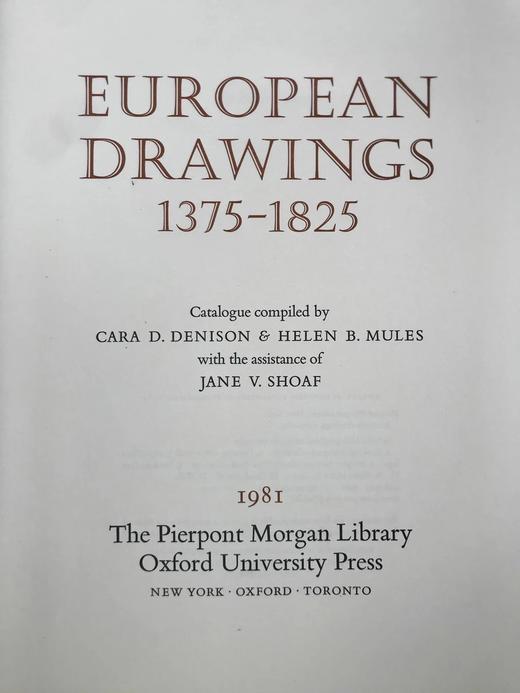 EUROPEAN
DRAWINGS
1375-1825
Catalogue compiled by
CARA D. DENISON & HELEN B. MULES
with the assistance of
JANE V. SHOAF
1981
The Pierpont Morgan Library
Oxford University Press
NEW YORK · OXFORD · TORONTO